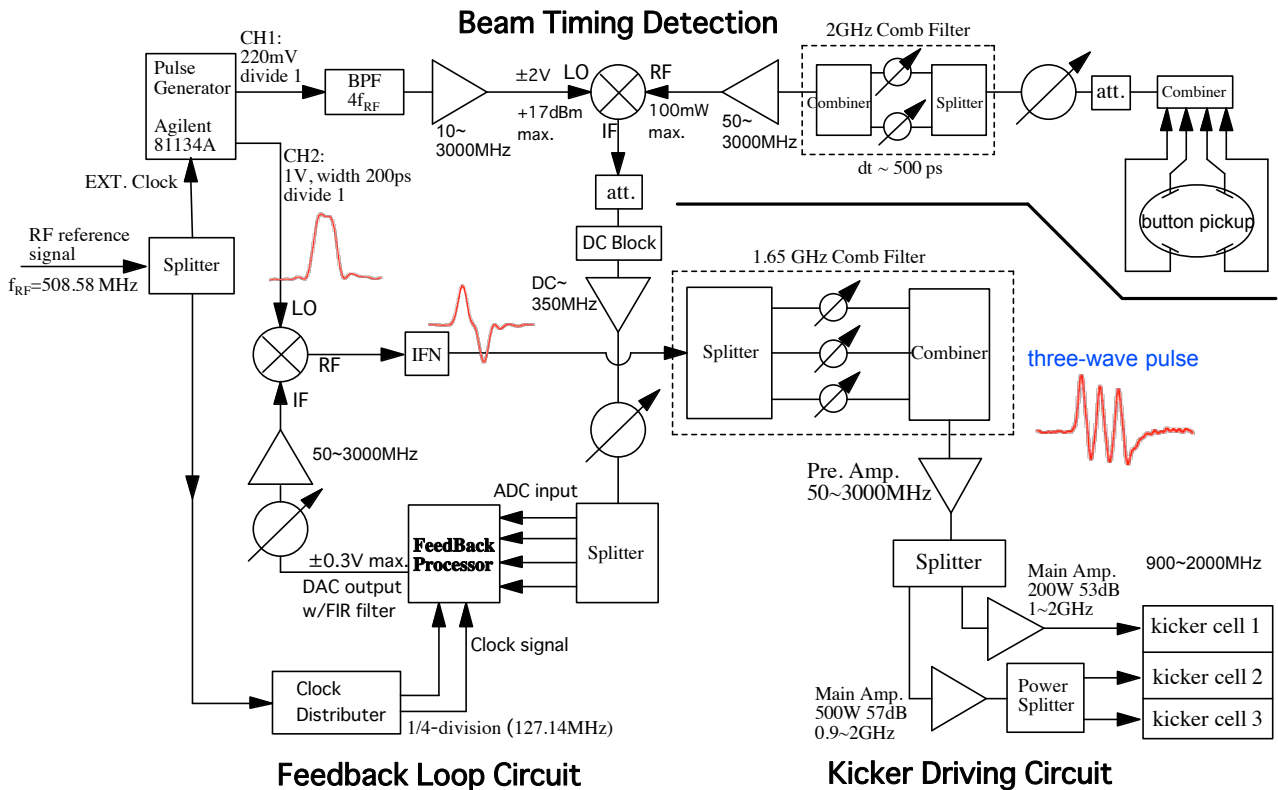 Beam Timing Detection
CH1:
220mV
divide 1
Pulse
Generator
Agilent
81134A
BPF
4fRF
10~
3000MHz
±2V
LO
+17dBm
max.
RF
100mW
max.
IF
50~
3000MHz
2GHz Comb Filter
Combiner
Splitter
dt ~ 500 ps
att.
Combiner
button pickup
EXT. Clock
CH2:
1V, width 200ps
divide 1
att.
DC Block
DC~
350MHz
RF reference
signal
fRF=508.58 MHz
Splitter
LO
RF
IF
IFN
1.65 GHz Comb Filter
Splitter
Combiner
three-wave pulse
50~3000MHz
Pre. Amp.
50~3000MHz
ADC input
FeedBack
Processor
Splitter
±0.3V max.
DAC output
w/FIR filter
Clock signal
Clock
Distributer
1/4-division (127.14MHz)
Splitter
Main Amp.
200W 53dB
1~2GHz
900~2000MHz
kicker cell 1
kicker cell 2
kicker cell 3
Main Amp.
500W 57dB
0.9~2GHz
Power
Splitter
Feedback Loop Circuit
Kicker Driving Circuit